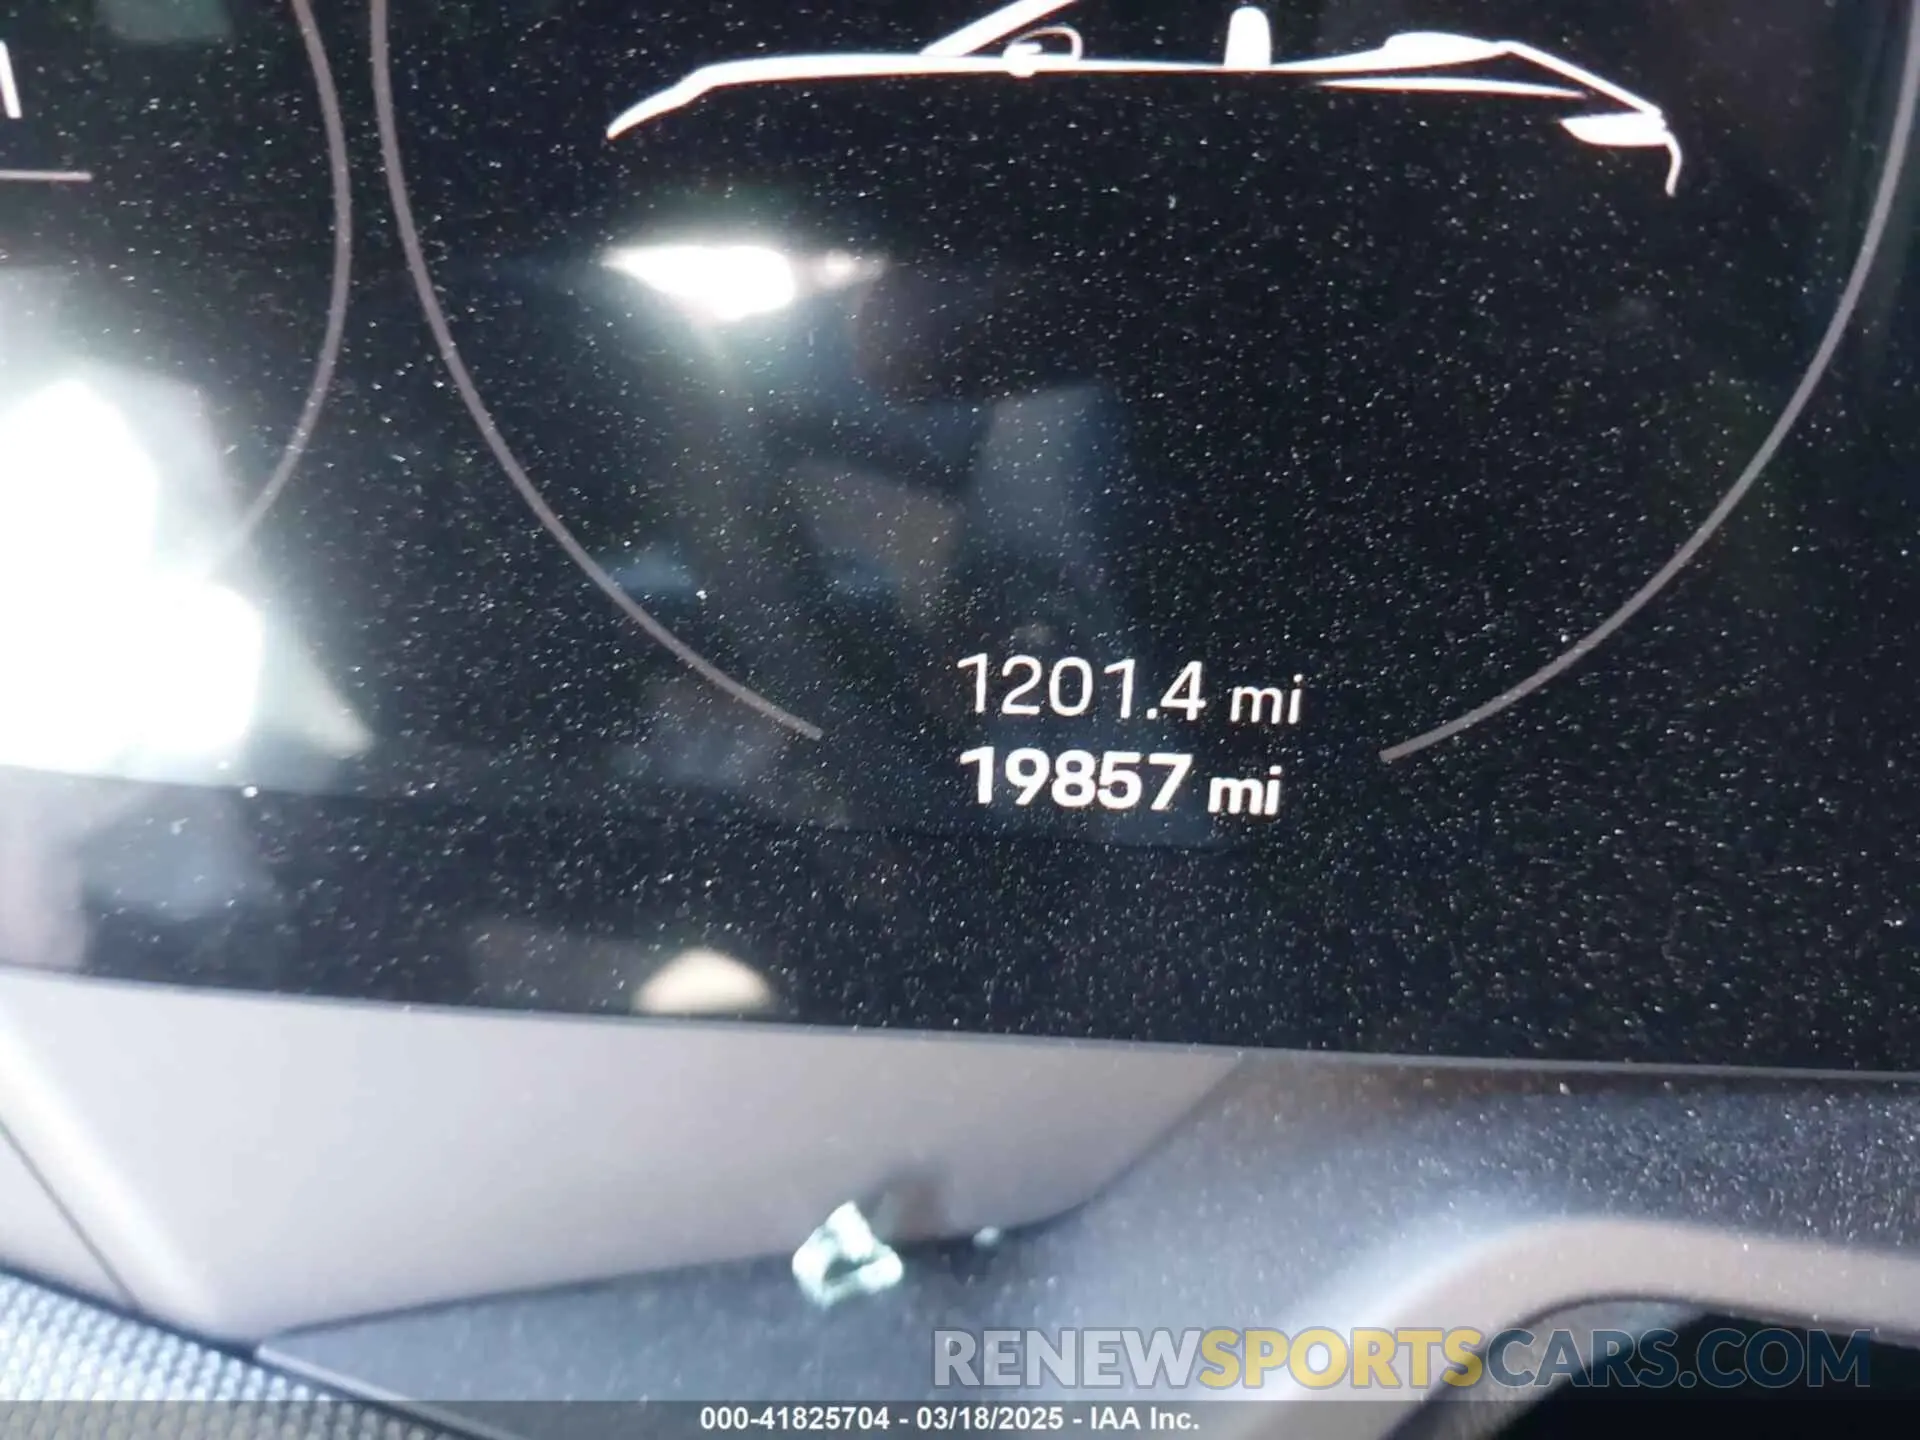 1201.4 mi
19857 mi
RENEWSPORTSCARS.COM
000-41825704 - 03/18/2025 - IAA Inc.